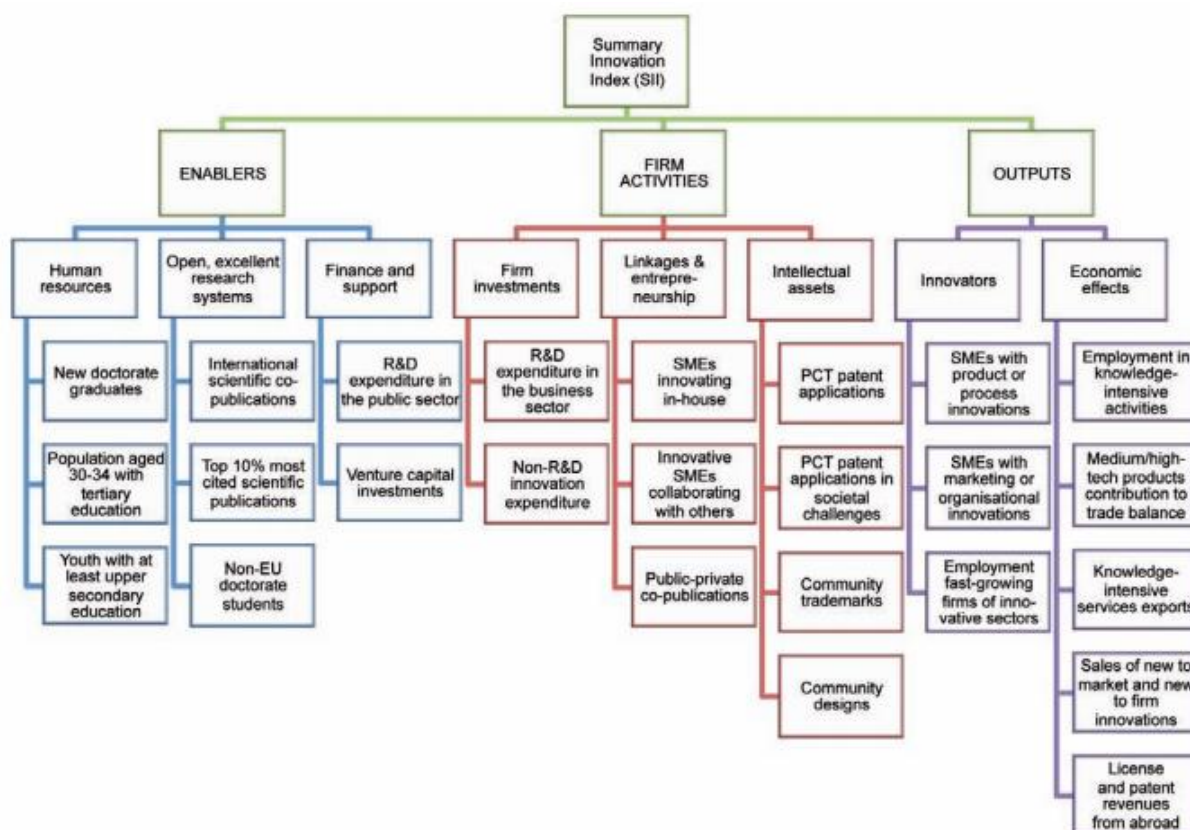 Summary
Innovation
Index (SII)
ENABLERS
FIRM
ACTIVITIES
OUTPUTS
Human
resources
Open, excellent
research
systems
Finance and
support
Firm
investments
Linkages &
entrepre-
neurship
Intellectual
assets
Innovators
Economic
effects
New doctorate
graduates
International
scientific co-
publications
R&D
expenditure in
the public sector
R&D
expenditure in
the business
sector
SMEs
innovating
in-house
PCT patent
applications
SMEs with
product or
process
innovations
Employment in
knowledge-
intensive
activities
Population aged
30-34 with
tertiary
education
Top 10% most
cited scientific
publications
Venture capital
investments
Non-R&D
innovation
expenditure
Innovative
SMEs
collaborating
with others
PCT patent
applications in
societal
challenges
SMEs with
marketing or
organisational
innovations
Medium/high-
tech products
contribution to
trade balance
Youth with at
least upper
secondary
education
Non-EU
doctorate
students
Public-private
co-publications
Community
trademarks
Employment
fast-growing
firms of inno-
vative sectors
Knowledge-
intensive
services exports
Community
designs
Sales of new to
market and new
to firm
innovations
License
and patent
revenues
from abroad